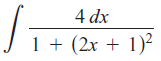 ∫ 4 dx / 1 + (2x + 1)²